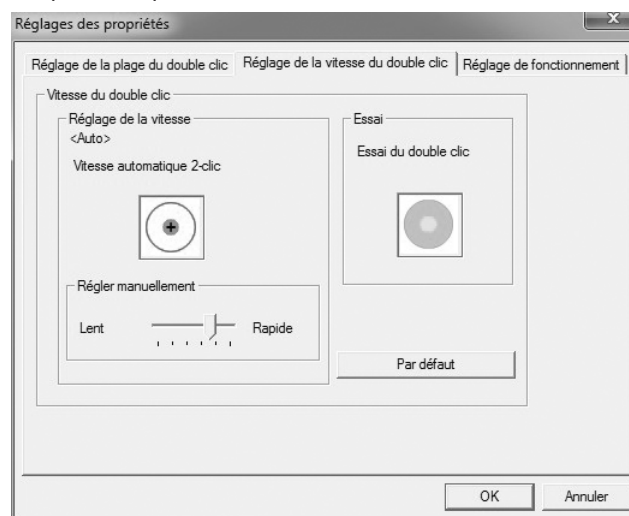 Réglages des propriétés
Réglage de la plage du double clic
Réglage de la vitesse du double clic
Réglage de fonctionnement
Vitesse du double clic
Réglage de la vitesse
<Auto>
Vitesse automatique 2-clic
Essai
Essai du double clic
Régler manuellement
Lent
Rapide
Par défaut
OK
Annuler